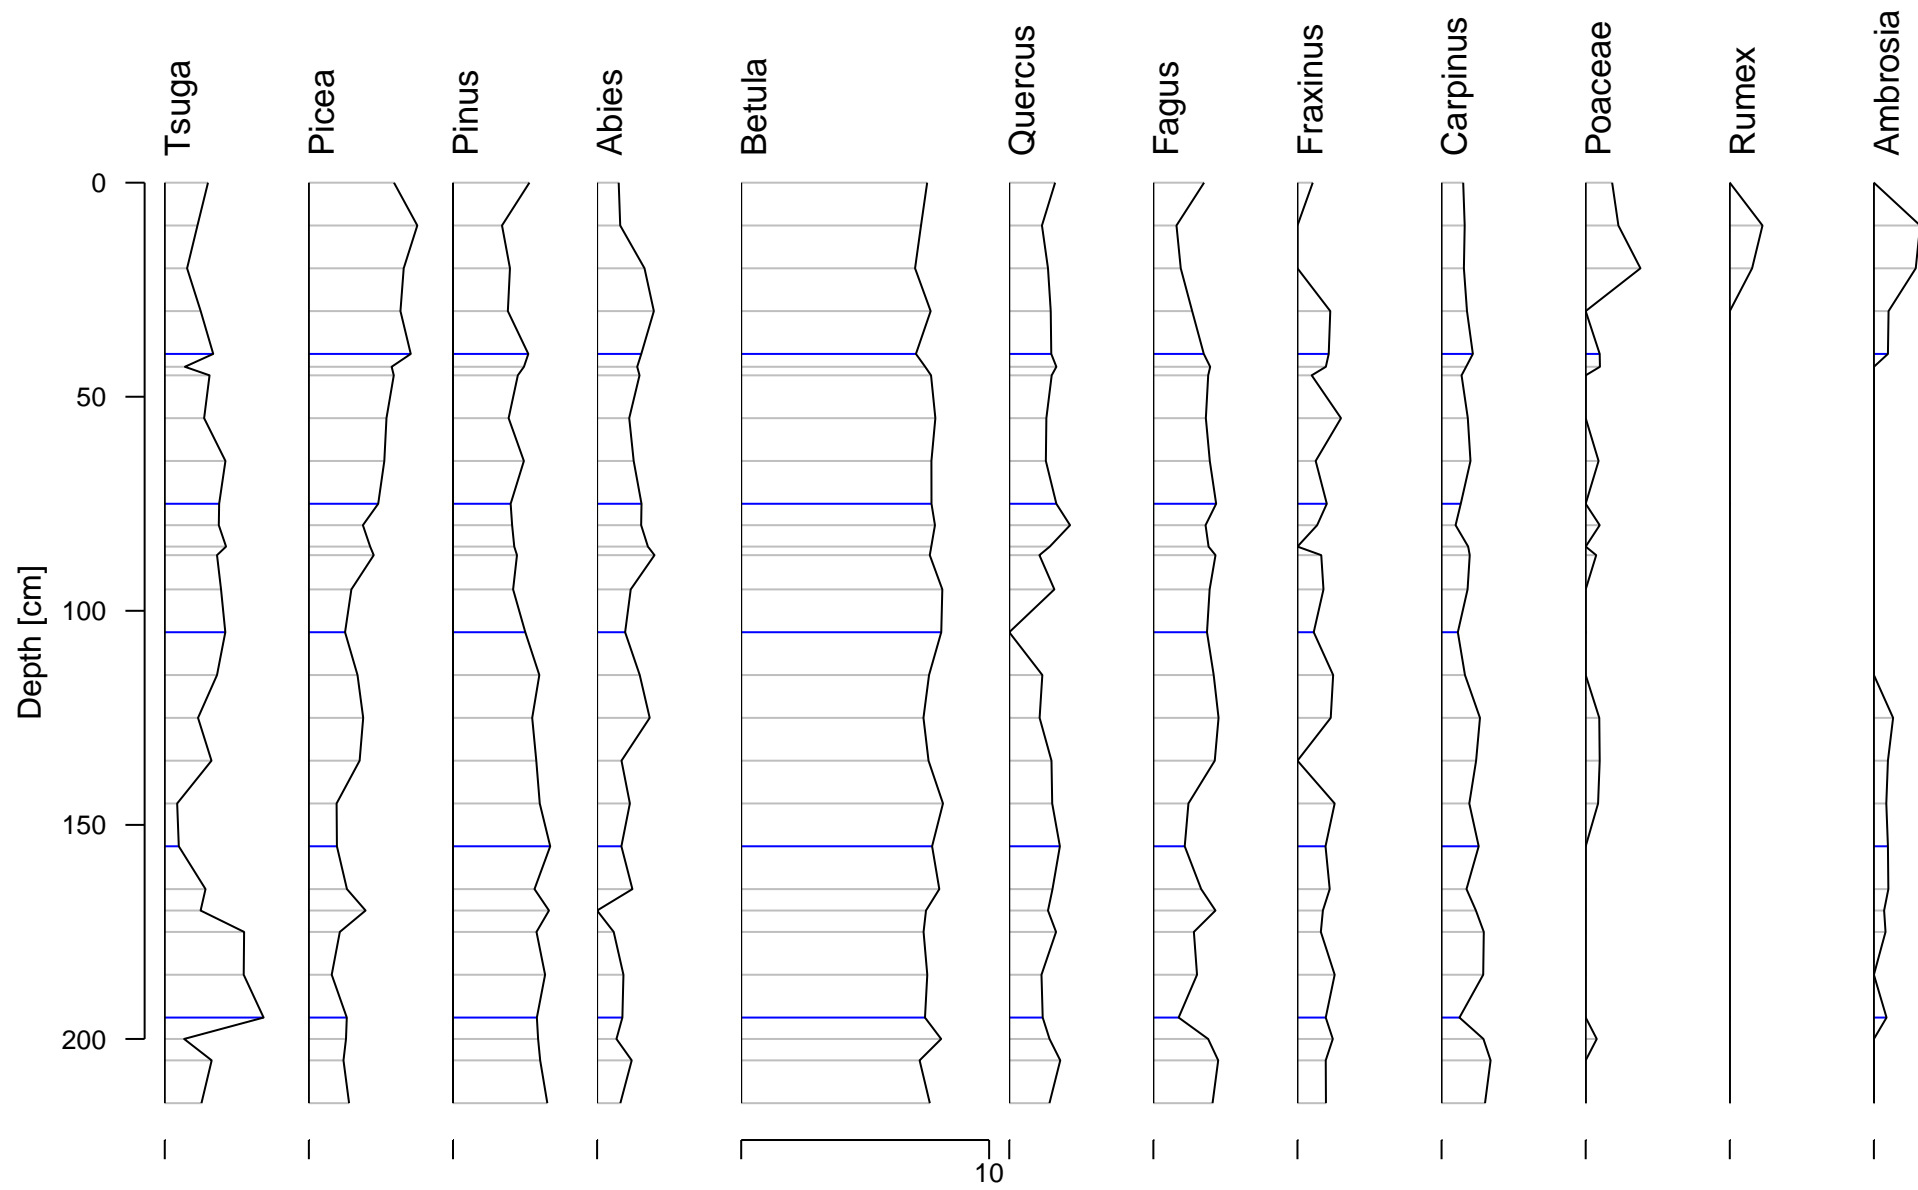 Tsuga
Picea
Pinus
Abies
Betula
Quercus
Fagus
Fraxinus
Carpinus
Poaceae
Rumex
Ambrosia
0
50
100
150
200
Depth [cm]
10